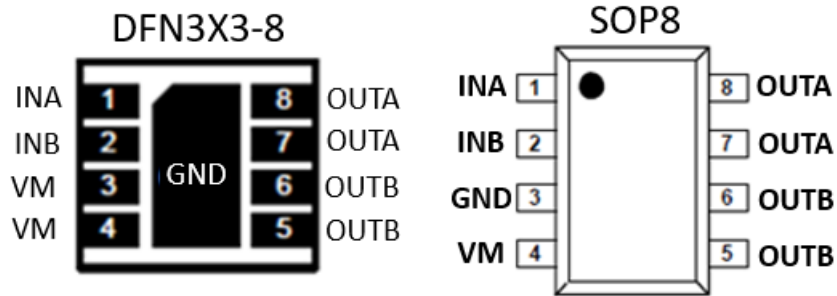 DFN3X3-8
INA 1 8 OUTA
INB 2 7 OUTA
VM 3 GND 6 OUTB
VM 4 5 OUTB
SOP8
INA 1 8 OUTA
INB 2 7 OUTA
GND 3 6 OUTB
VM 4 5 OUTB